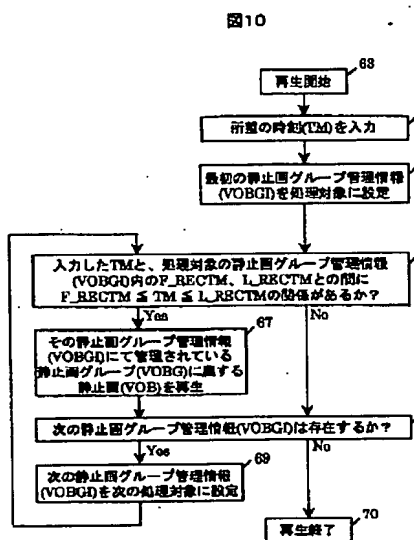 図10
63
再生開始
所望の時刻(TM)を入力
最初の静止画グループ管理情報
(VOBGI)を処理対象に設定
入力したTMと、処理対象の静止画グループ管理情報
(VOBGI)内のF_RECTM、L_RECTMとの間に
F_RECTM ≦ TM ≦ L_RECTMの関係があるか?
Yes
No
67
その静止画グループ管理情報
(VOBGI)にて管理されている
静止画グループ(VOBG)に属する
静止画(VOB)を再生
次の静止画グループ管理情報(VOBGI)は存在するか?
Yes
No
69
次の静止画グループ管理情報
(VOBGI)を次の処理対象に設定
70
再生終了